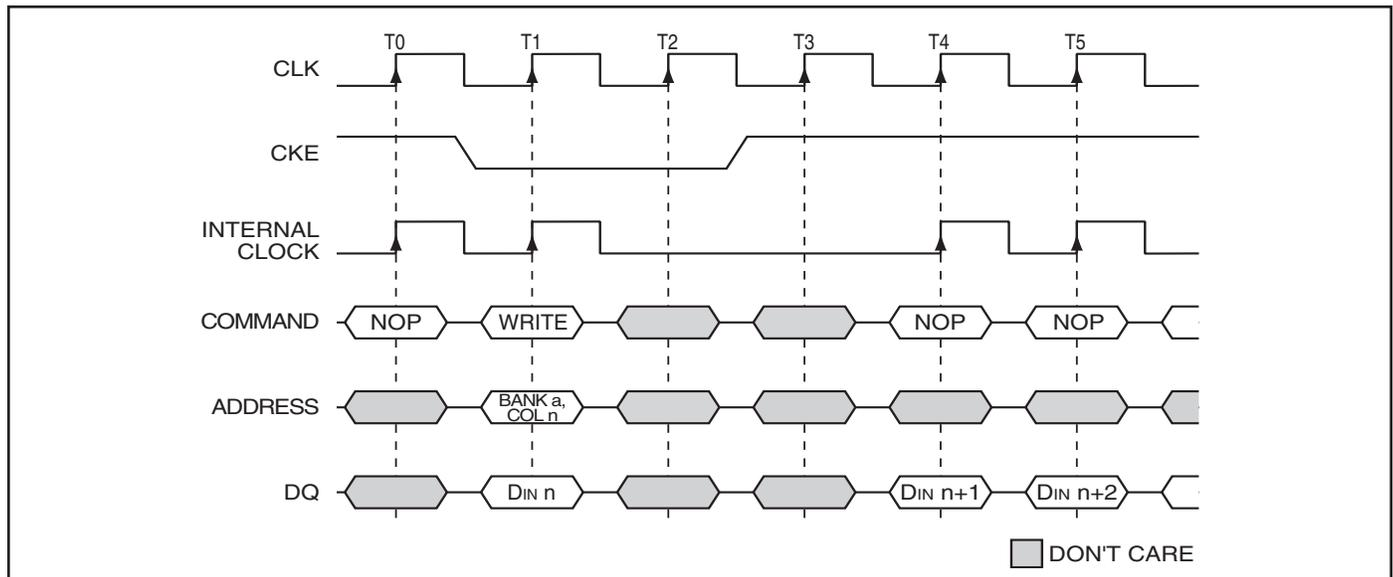 T0 T1 T2 T3 T4 T5
CLK
CKE
INTERNAL
CLOCK
COMMAND NOP WRITE NOP NOP
ADDRESS BANK a,
COL n
DQ DIN n DIN n+1 DIN n+2
DON'T CARE